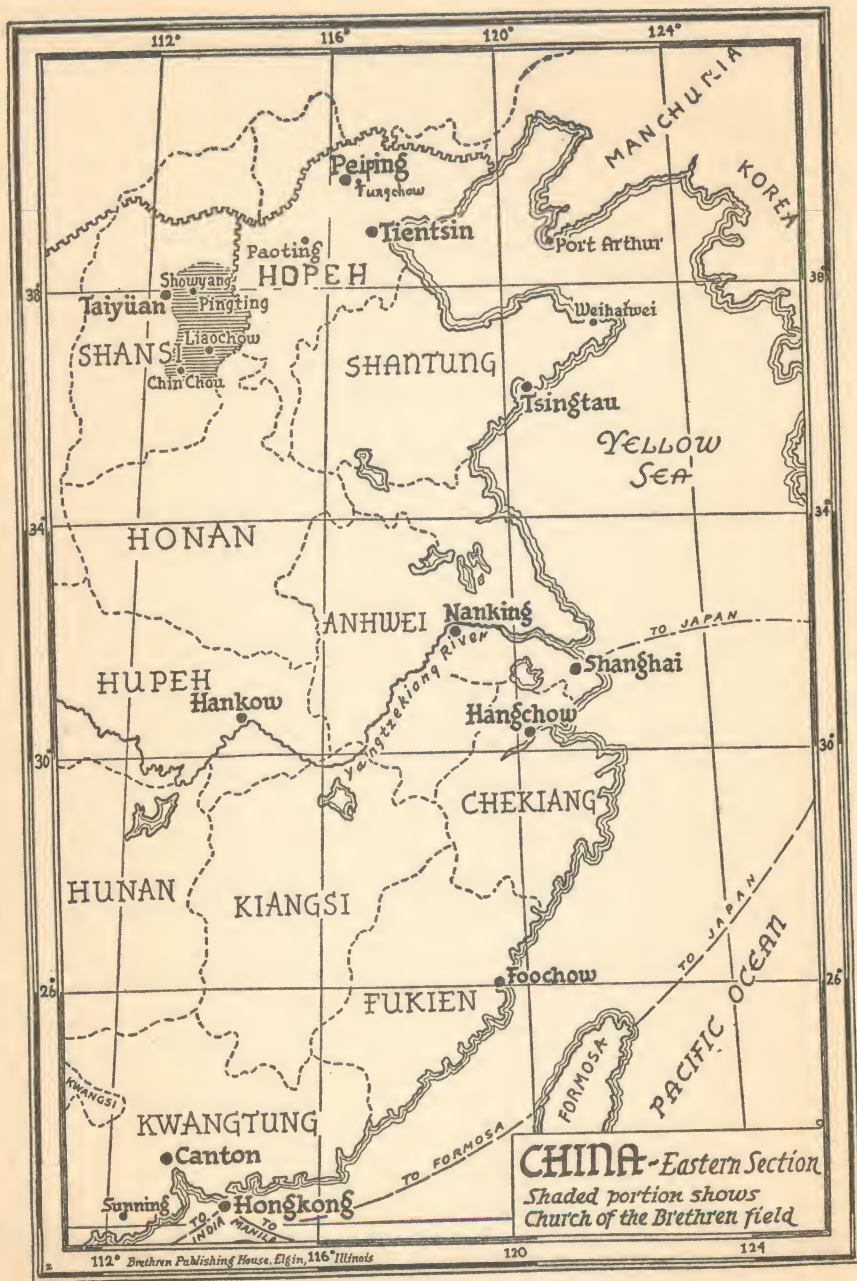 112°
116°
120°
124°
MANCHURIA
KOREA
Peiping
Tungchow
Tientsin
Paoting
HOPEH
Port Arthur
38°
38°
Showyang
Taiyüan
Pingting
Weihaiwei
Liaochow
SHANSI
SHANTUNG
Chin Chou
Tsingtau
YELLOW
SEA
34°
34°
HONAN
ANHWEI
Nanking
TO JAPAN
Shanghai
HUPEH
Hankow
Yangtzekiang River
Hangchow
30°
30°
CHEKIANG
HUNAN
KIANGSI
TO JAPAN
26°
26°
Foochow
FUKIEN
PACIFIC OCEAN
FORMOSA
KWANGSI
KWANGTUNG
Canton
TO FORMOSA
CHINA-Eastern Section
Shaded portion shows
Church of the Brethren field
Sunning
Hongkong
TO INDIA
TO MANILA
2
112°
Brethren Publishing House, Elgin, Illinois
116°
120
124